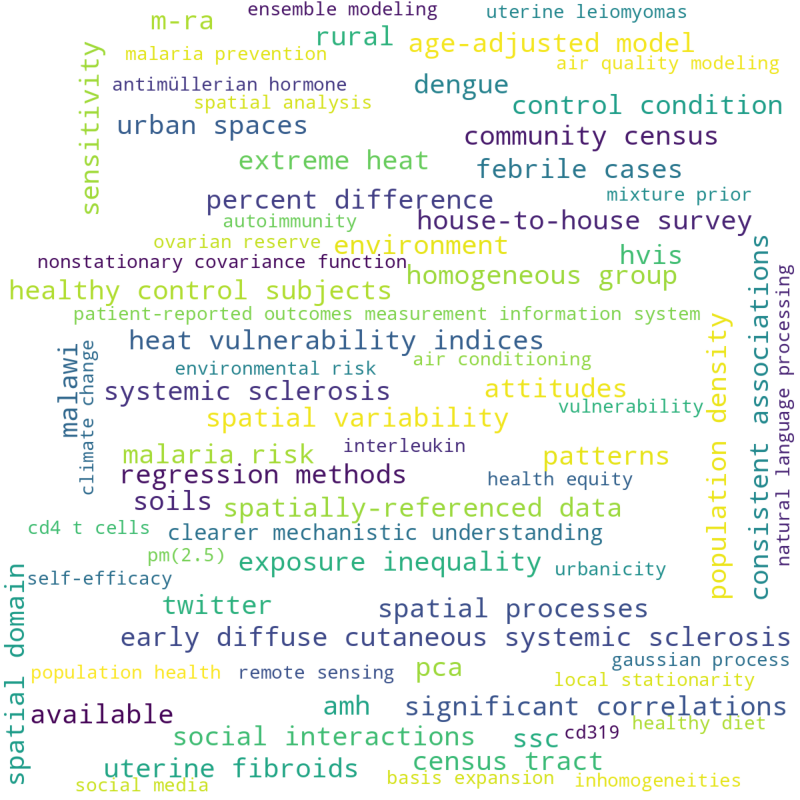 ensemble modeling
uterine leiomyomas
m-ra
rural
age-adjusted model
malaria prevention
air quality modeling
sensitivity
antimüllerian hormone
dengue
spatial analysis
control condition
urban spaces
community census
extreme heat
febrile cases
percent difference
mixture prior
autoimmunity
house-to-house survey
ovarian reserve
environment
hvis
nonstationary covariance function
homogeneous group
healthy control subjects
consistent associations
natural language processing
patient-reported outcomes measurement information system
heat vulnerability indices
population density
malawi
climate change
environmental risk
air conditioning
systemic sclerosis
attitudes
spatial variability
vulnerability
malaria risk
interleukin
patterns
regression methods
health equity
soils
spatially-referenced data
cd4 t cells
clearer mechanistic understanding
pm(2.5)
exposure inequality
urbanicity
self-efficacy
spatial domain
twitter
spatial processes
early diffuse cutaneous systemic sclerosis
gaussian process
population health
remote sensing
pca
local stationarity
available
amh
significant correlations
healthy diet
social interactions
ssc
cd319
uterine fibroids
census tract
social media
basis expansion
inhomogeneities